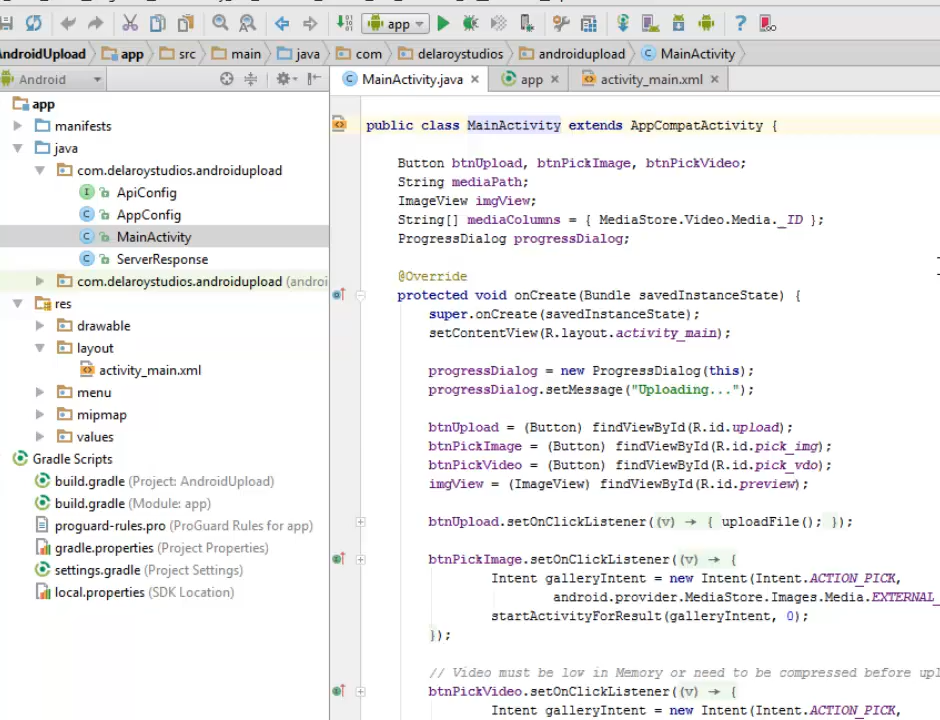 app
AndroidUpload app src main java com delaroystudios androidupload MainActivity
Android
MainActivity.java app activity_main.xml
app
manifests
java
com.delaroystudios.androidupload
ApiConfig
AppConfig
MainActivity
ServerResponse
com.delaroystudios.androidupload (androi
res
drawable
layout
activity_main.xml
menu
mipmap
values
Gradle Scripts
build.gradle (Project: AndroidUpload)
build.gradle (Module: app)
proguard-rules.pro (ProGuard Rules for app)
gradle.properties (Project Properties)
settings.gradle (Project Settings)
local.properties (SDK Location)
public class MainActivity extends AppCompatActivity {
Button btnUpload, btnPickImage, btnPickVideo;
String mediaPath;
ImageView imgView;
String[] mediaColumns = { MediaStore.Video.Media._ID };
ProgressDialog progressDialog;
@Override
protected void onCreate(Bundle savedInstanceState) {
super.onCreate(savedInstanceState);
setContentView(R.layout.activity_main);
progressDialog = new ProgressDialog(this);
progressDialog.setMessage("Uploading...");
btnUpload = (Button) findViewById(R.id.upload);
btnPickImage = (Button) findViewById(R.id.pick_img);
btnPickVideo = (Button) findViewById(R.id.pick_vdo);
imgView = (ImageView) findViewById(R.id.preview);
btnUpload.setOnClickListener((v) → { uploadFile(); });
btnPickImage.setOnClickListener((v) → {
Intent galleryIntent = new Intent(Intent.ACTION_PICK,
android.provider.MediaStore.Images.Media.EXTERNAL_
startActivityForResult(galleryIntent, 0);
});
// Video must be low in Memory or need to be compressed before upl
btnPickVideo.setOnClickListener((v) → {
Intent galleryIntent = new Intent(Intent.ACTION_PICK,